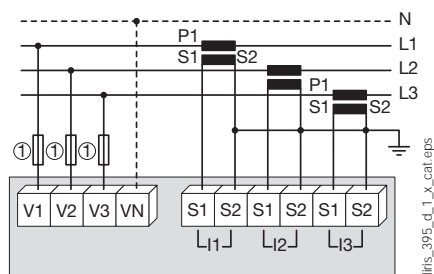 N
P1
L1
S1 S2
L2
P1
L3
S1 S2
① ① ①
V1 V2 V3 VN
S1 S2 S1 S2 S1 S2
I1 I2 I3
lris_395_d_1_x_cat.eps